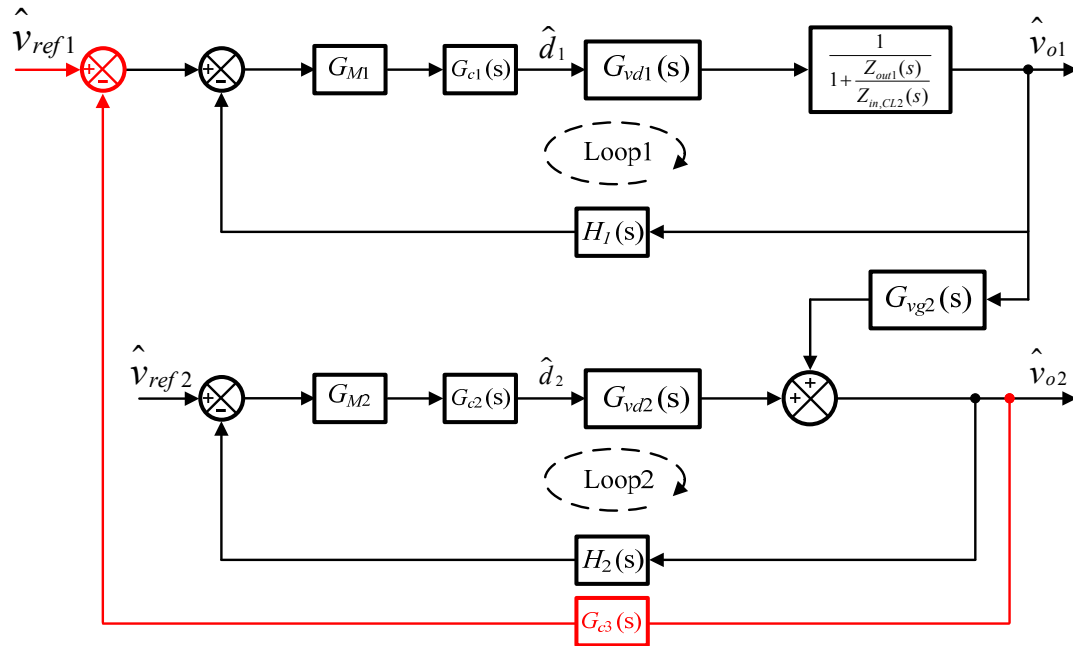 v̂ref1
+
-
+
-
GM1
Gc1(s)
d̂1
Gvd1(s)
1
1+ Zout1(s)
Zin,CL2(s)
v̂o1
Loop1
H1(s)
Gvg2(s)
v̂ref2
+
-
GM2
Gc2(s)
d̂2
Gvd2(s)
+
+
v̂o2
Loop2
H2(s)
Gc3(s)